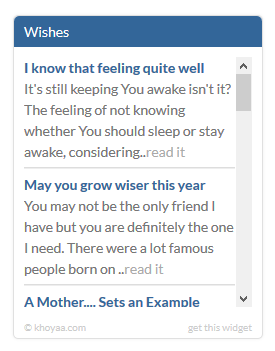 Wishes
I know that feeling quite well
It's still keeping You awake isn't it?
The feeling of not knowing
whether You should sleep or stay
awake, considering..read it
May you grow wiser this year
You may not be the only friend I
have but you are definitely the one
I need. There were a lot famous
people born on ..read it
A Mother.... Sets an Example
© khoyaa.com get this widget